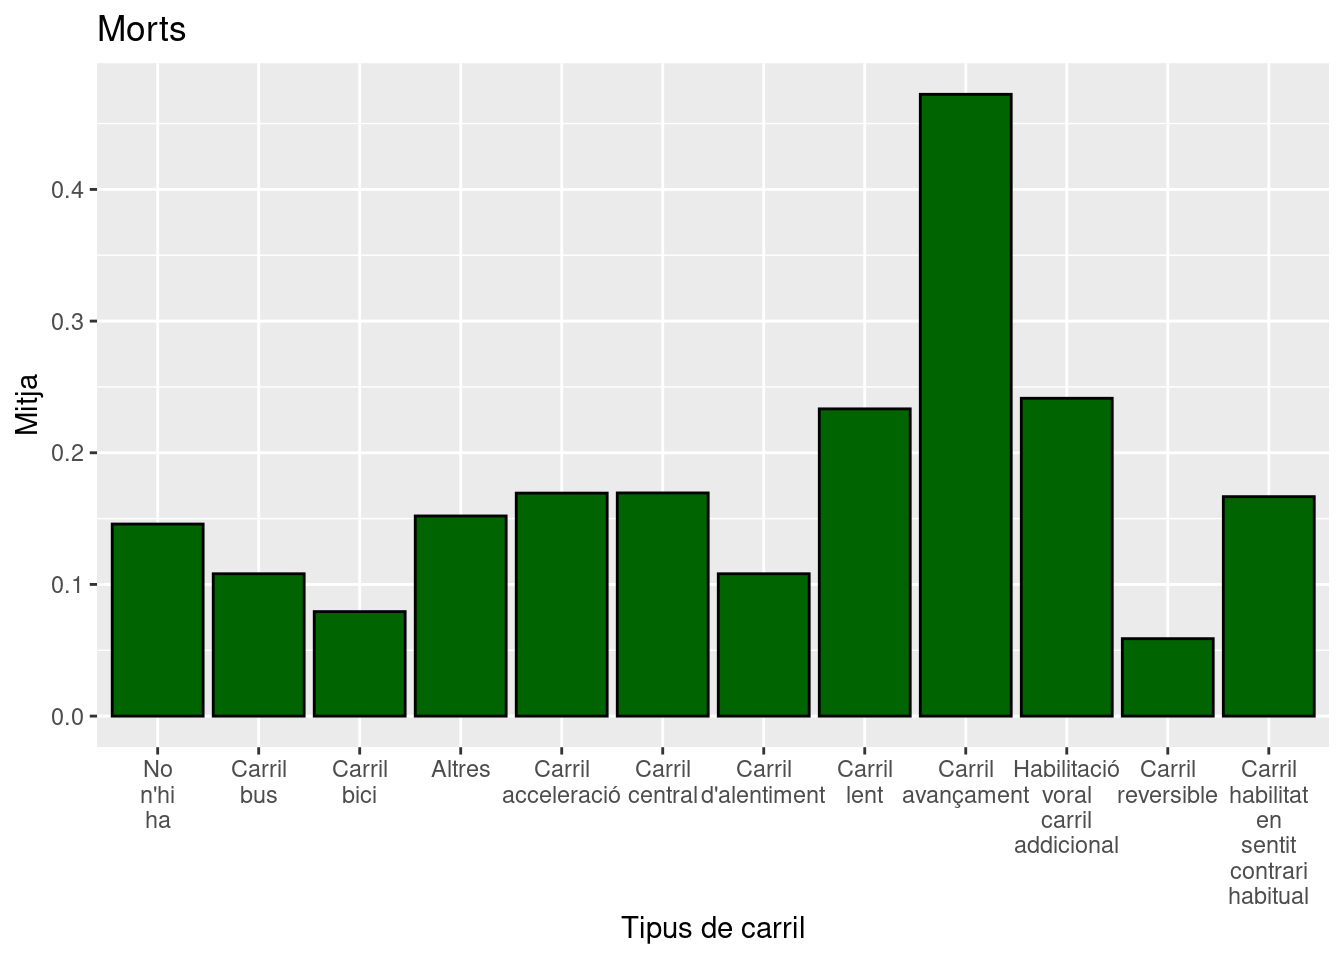 Morts
Mitja
0.4
0.3
0.2
0.1
0.0
No
n'hi
ha
Carril
bus
Carril
bici
Altres
Carril
acceleració
Carril
central
Carril
d'alentiment
Carril
lent
Carril
avançament
Habilitació
voral
carril
addicional
Carril
reversible
Carril
habilitat
en
sentit
contrari
habitual
Tipus de carril